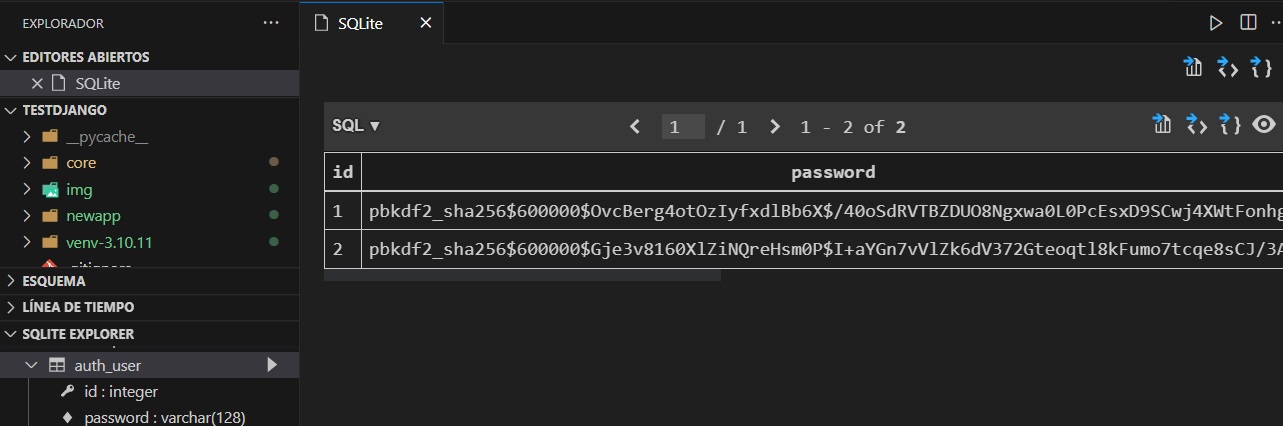 EXPLORADOR
EDITORES ABIERTOS
SQLite
TESTDJANGO
__pycache__
core
img
newapp
venv-3.10.11
.gitignore
ESQUEMA
LÍNEA DE TIEMPO
SQLITE EXPLORER
auth_user
id : integer
password : varchar(128)
SQLite
SQL ▼ 1 / 1 1 - 2 of 2
id password
1 pbkdf2_sha256$600000$OvcBerg4otOzIyfxdlBb6X$/40oSdRVTBZDUO8Ngxwa0L0PcEsxD9SCwj4XWtFonhg
2 pbkdf2_sha256$600000$Gje3v8160XlZiNQreHsm0P$I+aYGn7vVlZk6dV372Gteoqtl8kFumo7tcqe8sCJ/3A